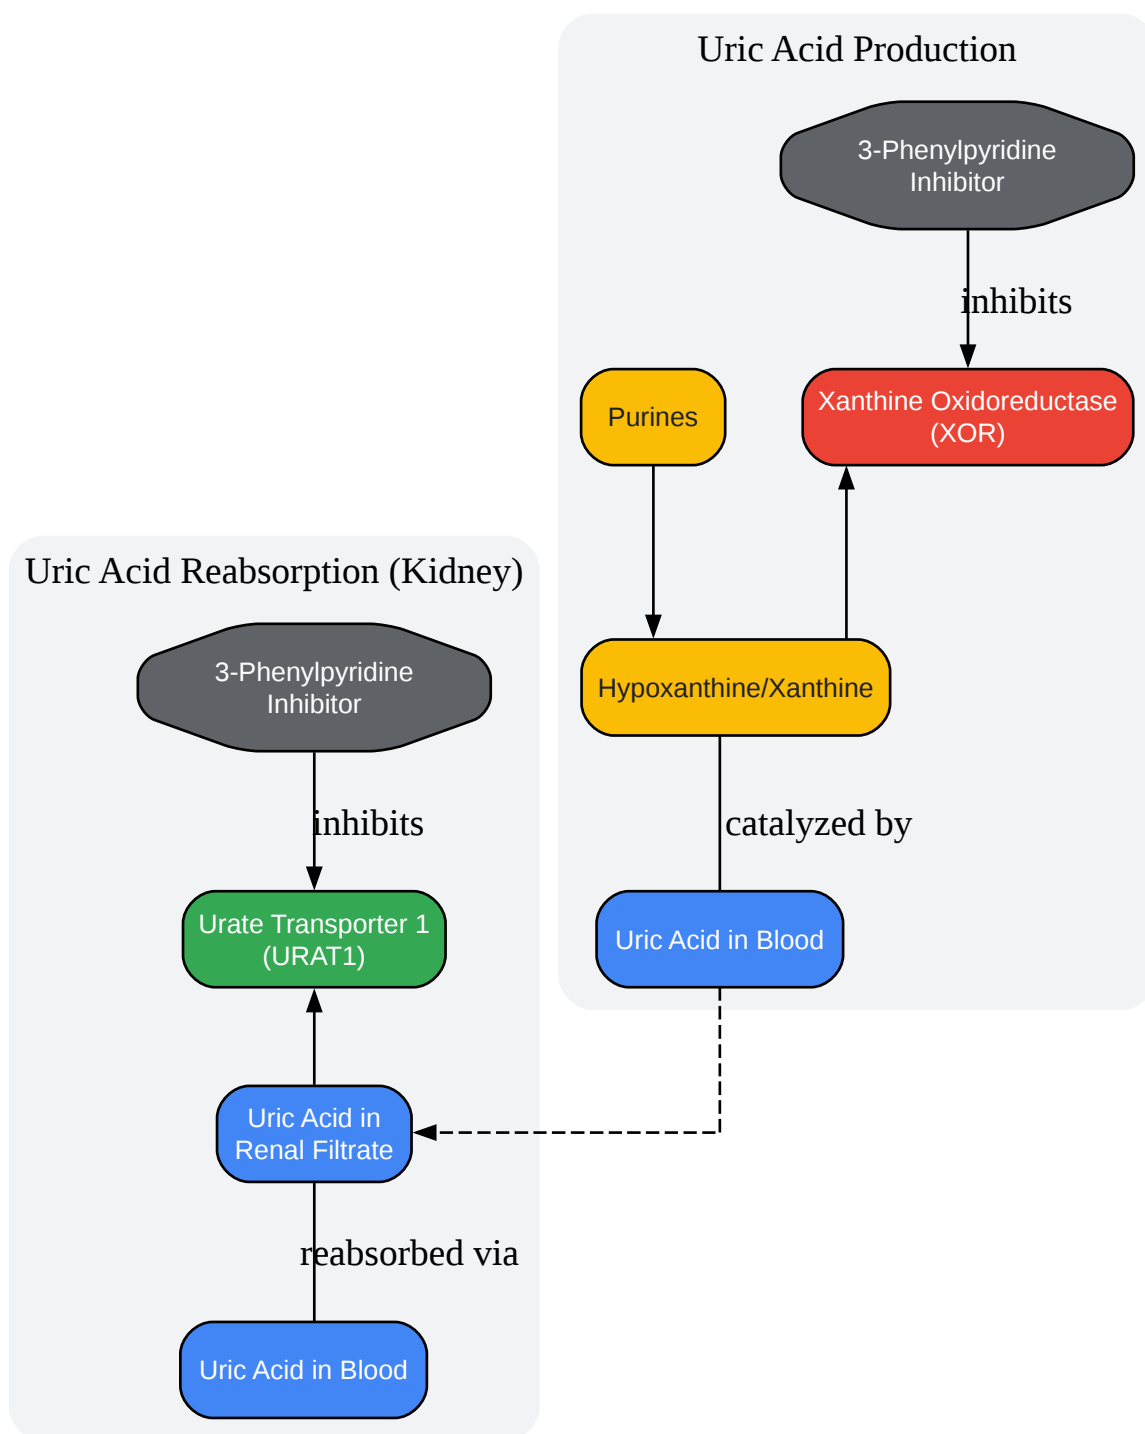 Uric Acid Production
3-Phenylpyridine
Inhibitor
inhibits
Purines
Xanthine Oxidoreductase
(XOR)
Hypoxanthine/Xanthine
catalyzed by
Uric Acid in Blood
Uric Acid Reabsorption (Kidney)
3-Phenylpyridine
Inhibitor
inhibits
Urate Transporter 1
(URAT1)
Uric Acid in
Renal Filtrate
reabsorbed via
Uric Acid in Blood